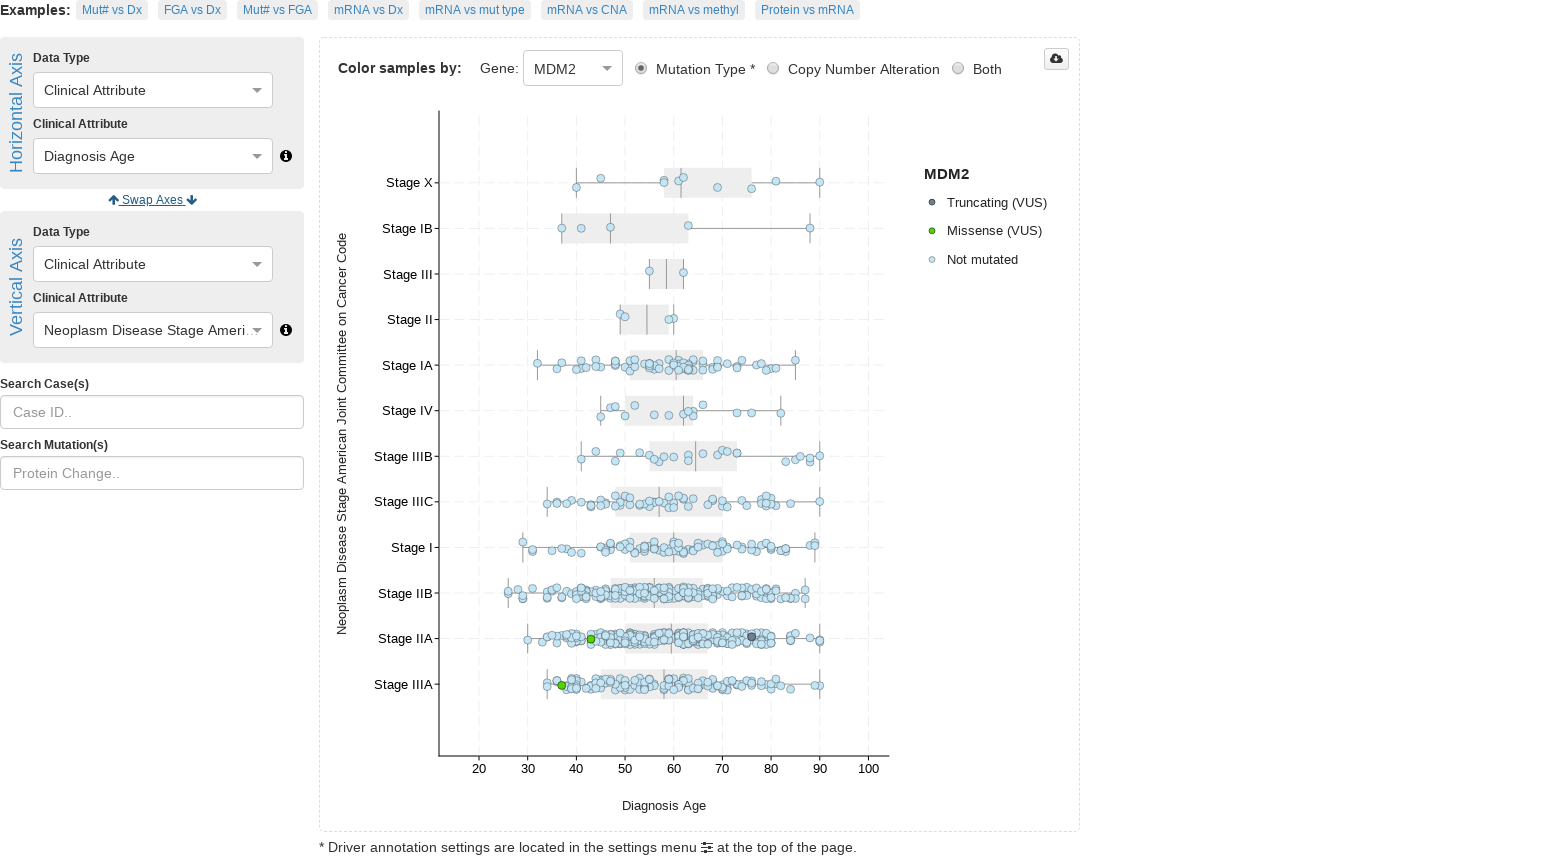 Examples: Mut# vs Dx FGA vs Dx Mut# vs FGA mRNA vs Dx mRNA vs mut type mRNA vs CNA mRNA vs methyl Protein vs mRNA
Horizontal Axis
Data Type
Clinical Attribute
Clinical Attribute
Diagnosis Age
Swap Axes
Vertical Axis
Data Type
Clinical Attribute
Clinical Attribute
Neoplasm Disease Stage Ameri...
Search Case(s)
Case ID..
Search Mutation(s)
Protein Change..
Color samples by: Gene: MDM2 Mutation Type * Copy Number Alteration Both
Neoplasm Disease Stage American Joint Committee on Cancer Code
Stage X
Stage IB
Stage III
Stage II
Stage IA
Stage IV
Stage IIIB
Stage IIIC
Stage I
Stage IIB
Stage IIA
Stage IIIA
20 30 40 50 60 70 80 90 100
Diagnosis Age
MDM2
Truncating (VUS)
Missense (VUS)
Not mutated
* Driver annotation settings are located in the settings menu at the top of the page.